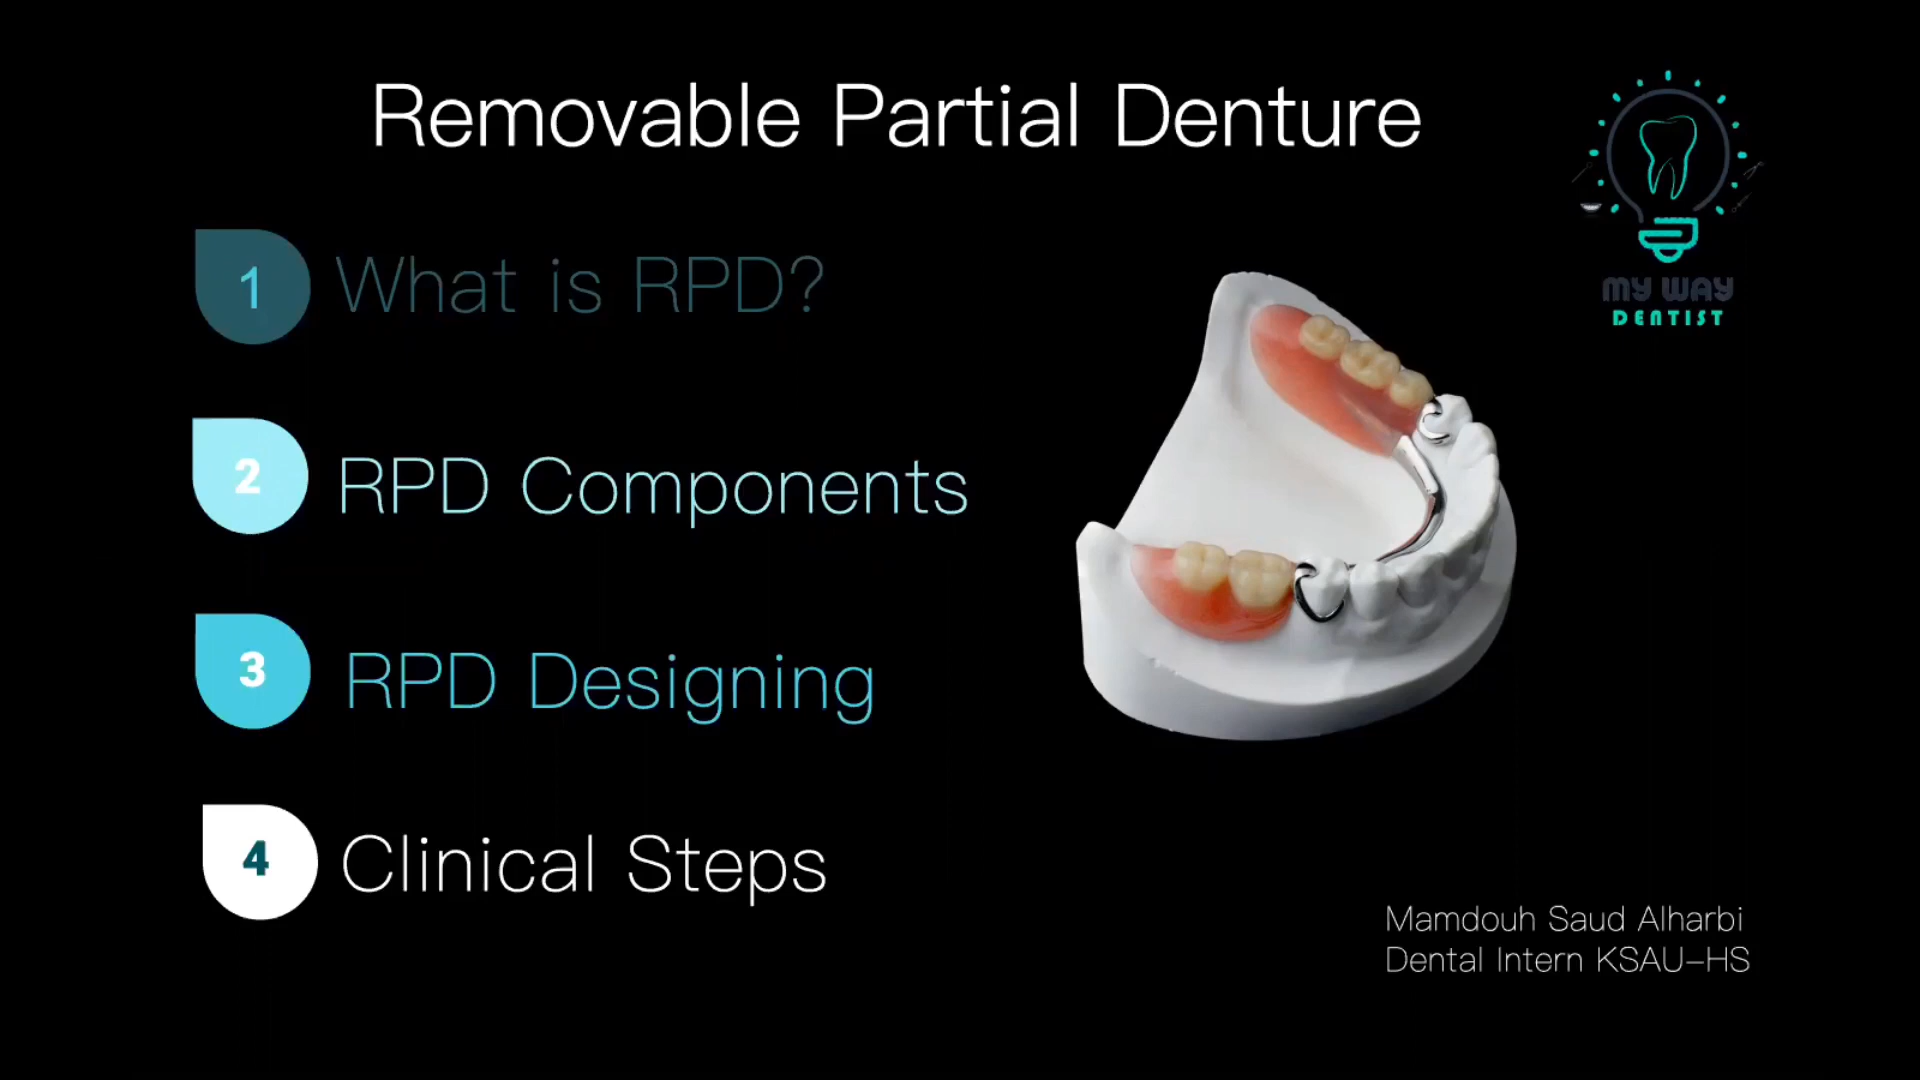 Removable Partial Denture
1 What is RPD?
2 RPD Components
3 RPD Designing
4 Clinical Steps
MY WAY
DENTIST
Mamdouh Saud Alharbi
Dental Intern KSAU-HS